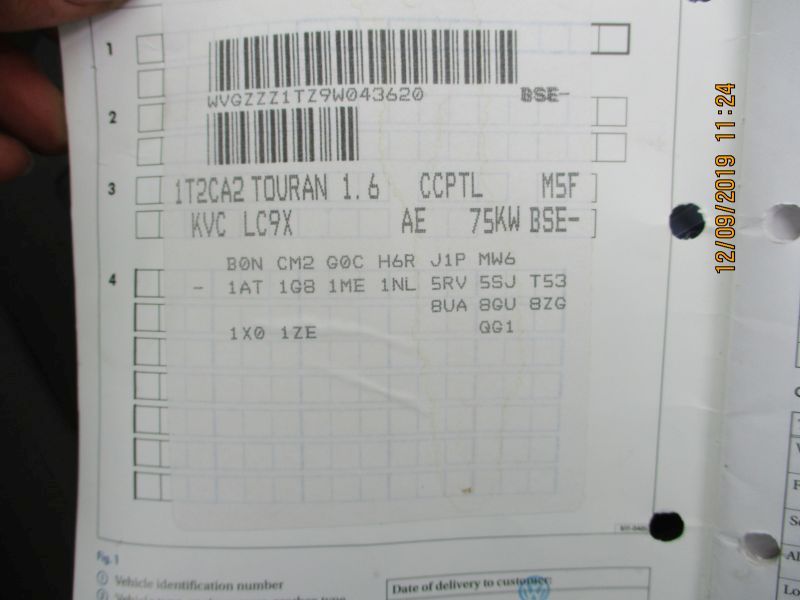 1
WVGZZZ1TZ9W043620 BSE-
2
3
1T2CA2 TOURAN 1.6 CCPTL M5F
KVC LC9X AE 75KW BSE-
B0N CM2 G0C H6R J1P MW6
4
- 1AT 1G8 1ME 1NL 5RV 5SJ T53
8UA 8GU 8ZG
1X0 1ZE QG1
Fig. 1
① Vehicle identification number
Date of delivery to customer:
12/09/2019 11:24